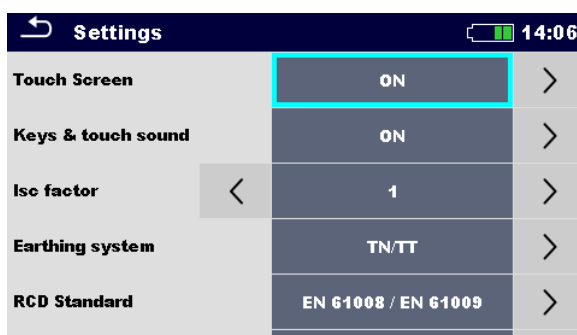 Settings 14:06
Touch Screen ON
Keys & touch sound ON
Isc factor 1
Earthing system TN/TT
RCD Standard EN 61008 / EN 61009